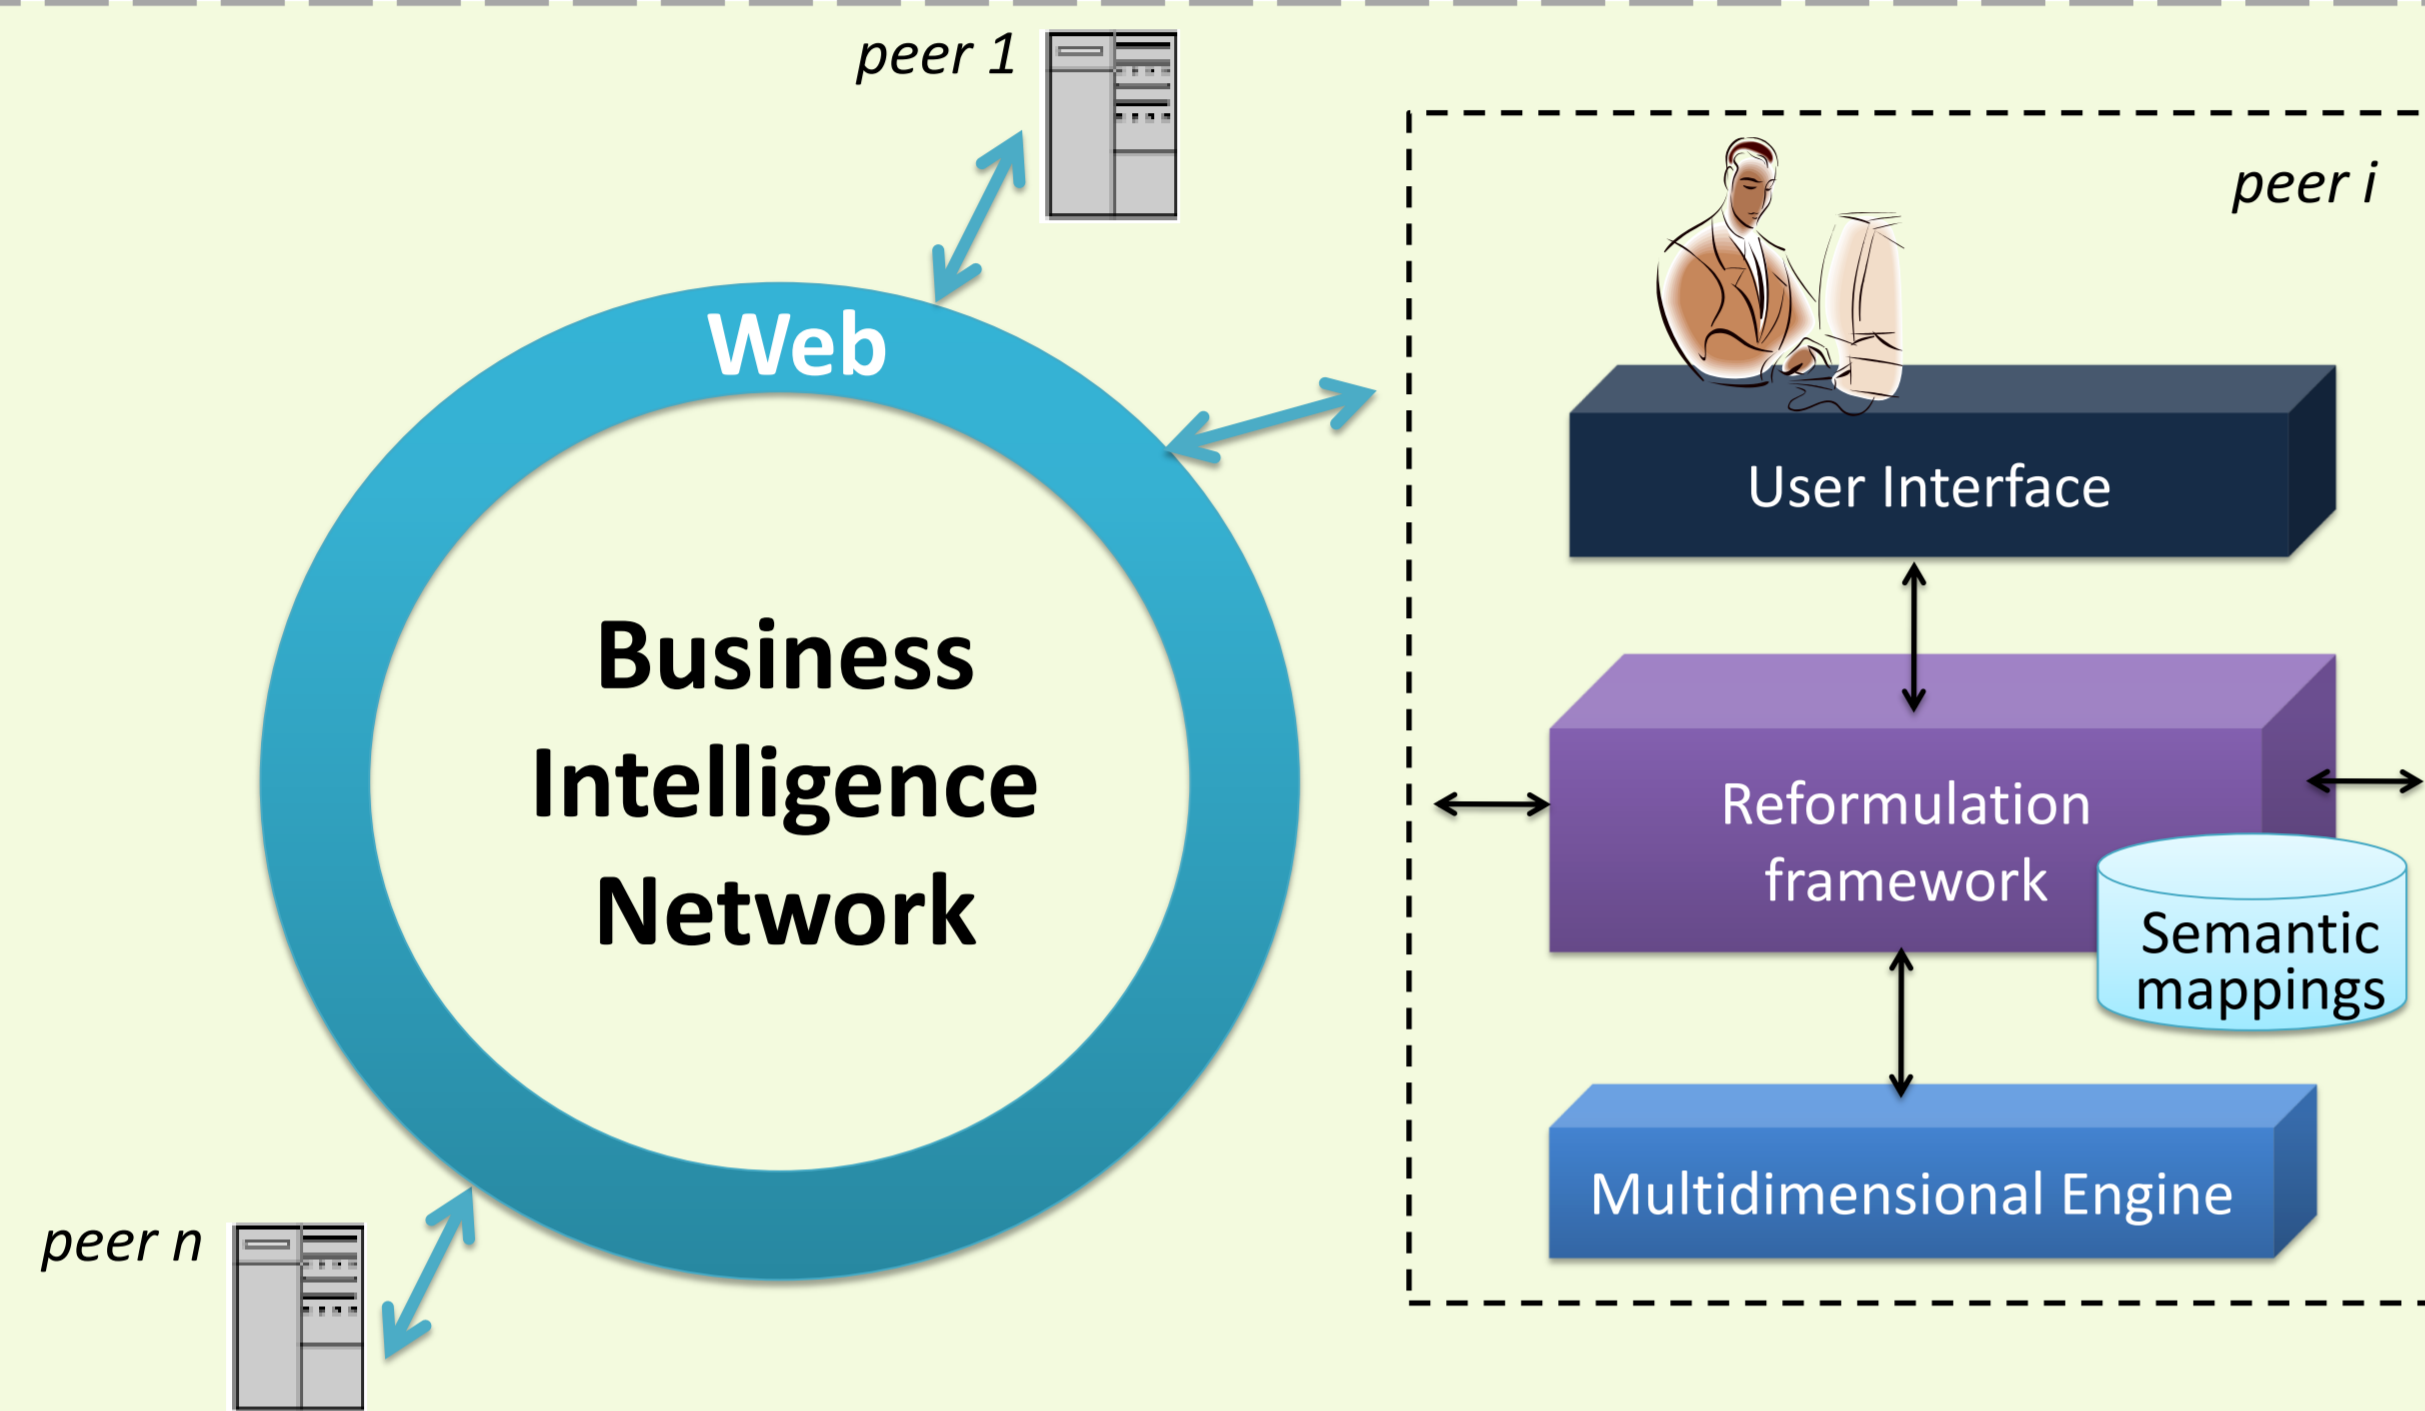 peer 1
peer i
Web
User Interface
Business
Intelligence
Network
Reformulation
framework
Semantic
mappings
Multidimensional Engine
peer n